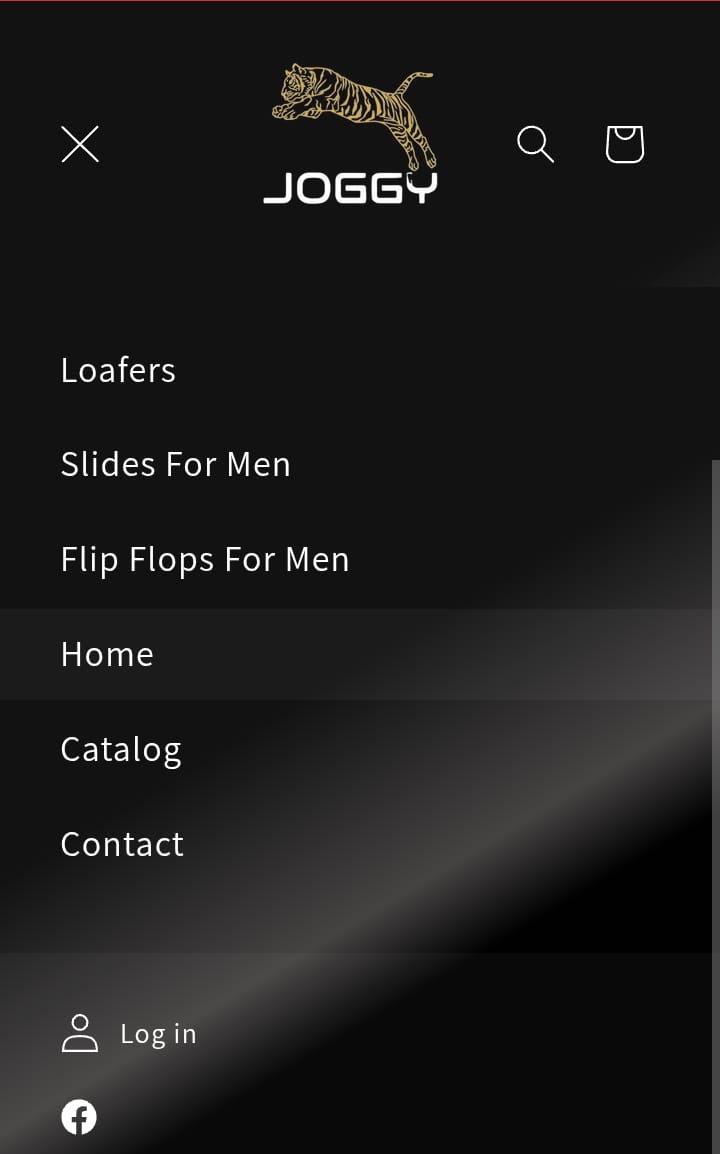 JOGGY
Loafers
Slides For Men
Flip Flops For Men
Home
Catalog
Contact
Log in